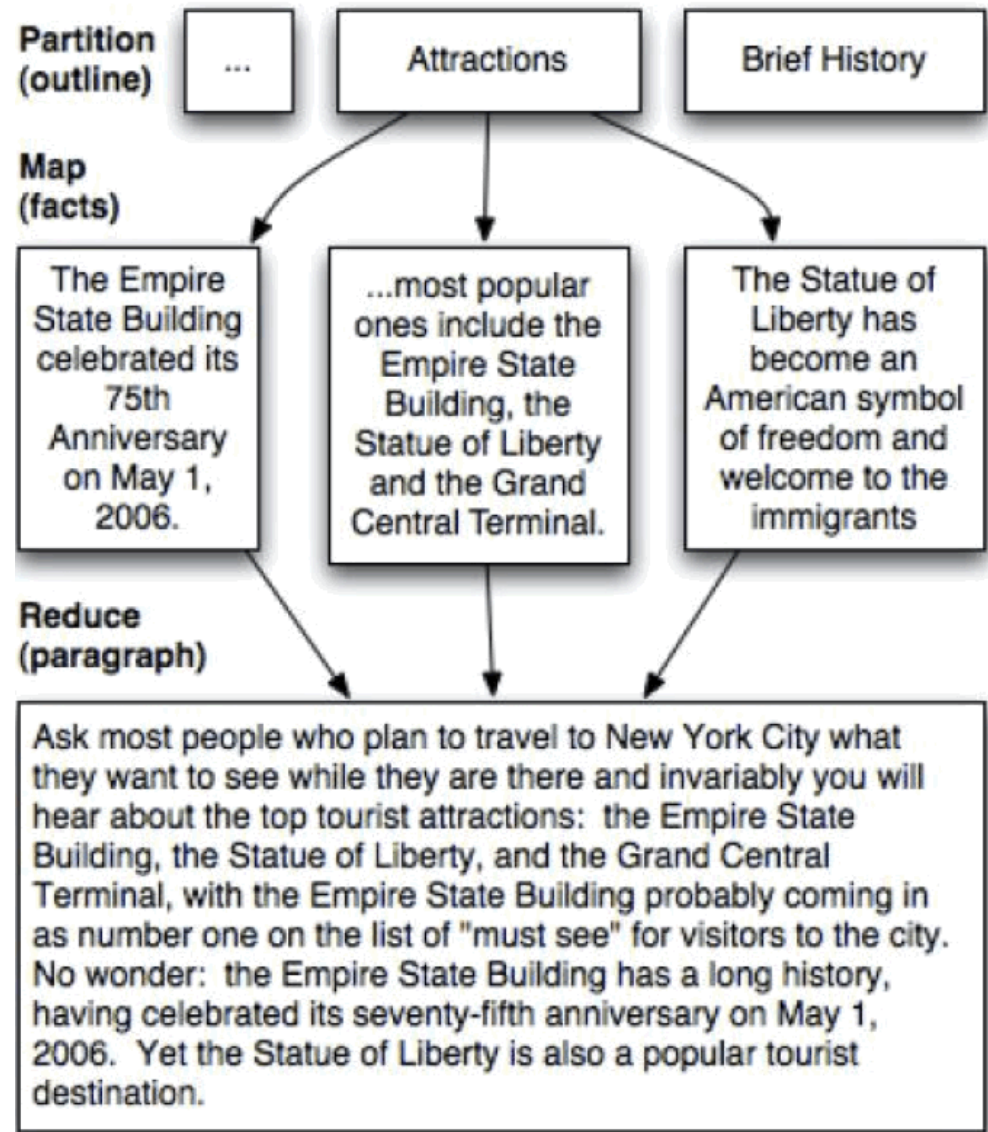 Partition
(outline)
...
Attractions
Brief History
Map
(facts)
The Empire
State Building
celebrated its
75th
Anniversary
on May 1,
2006.
...most popular
ones include the
Empire State
Building, the
Statue of Liberty
and the Grand
Central Terminal.
The Statue of
Liberty has
become an
American symbol
of freedom and
welcome to the
immigrants
Reduce
(paragraph)
Ask most people who plan to travel to New York City what
they want to see while they are there and invariably you will
hear about the top tourist attractions:  the Empire State
Building, the Statue of Liberty, and the Grand Central
Terminal, with the Empire State Building probably coming in
as number one on the list of "must see" for visitors to the city.
No wonder:  the Empire State Building has a long history,
having celebrated its seventy-fifth anniversary on May 1,
2006.  Yet the Statue of Liberty is also a popular tourist
destination.